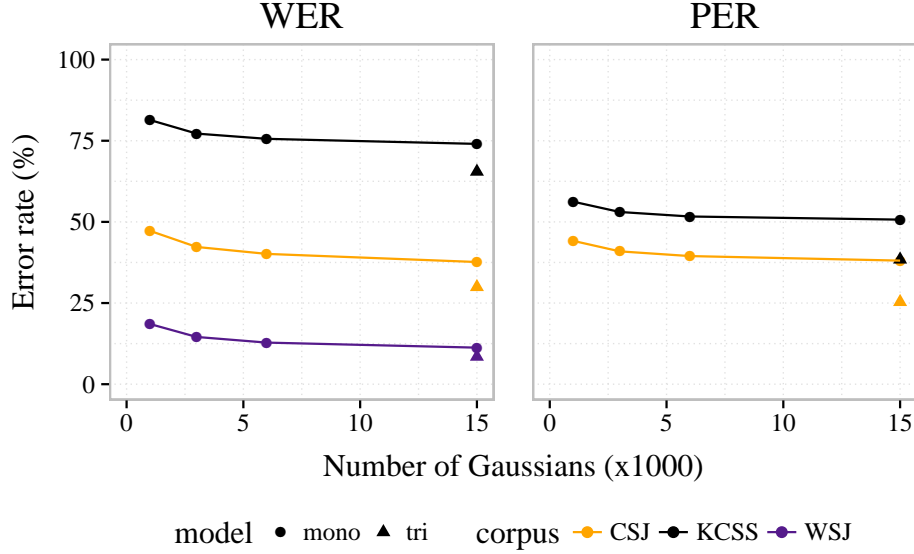 WER PER
100
75
50
25
0
Error rate (%)
0 5 10 15 0 5 10 15
Number of Gaussians (x1000)
model mono tri corpus CSJ KCSS WSJ